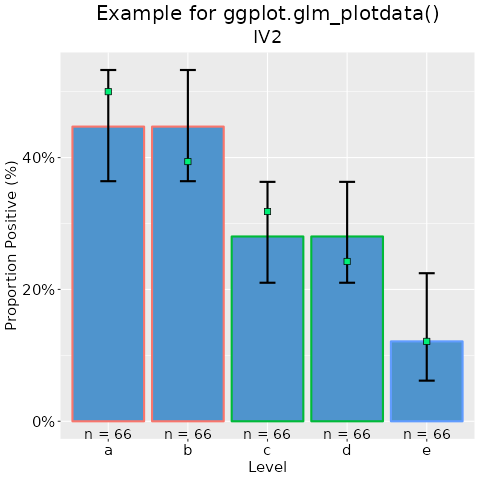 Example for ggplot.glm_plotdata()
IV2
Proportion Positive (%)
40%
20%
0%
n = 66 n = 66 n = 66 n = 66 n = 66
a b c d e
Level